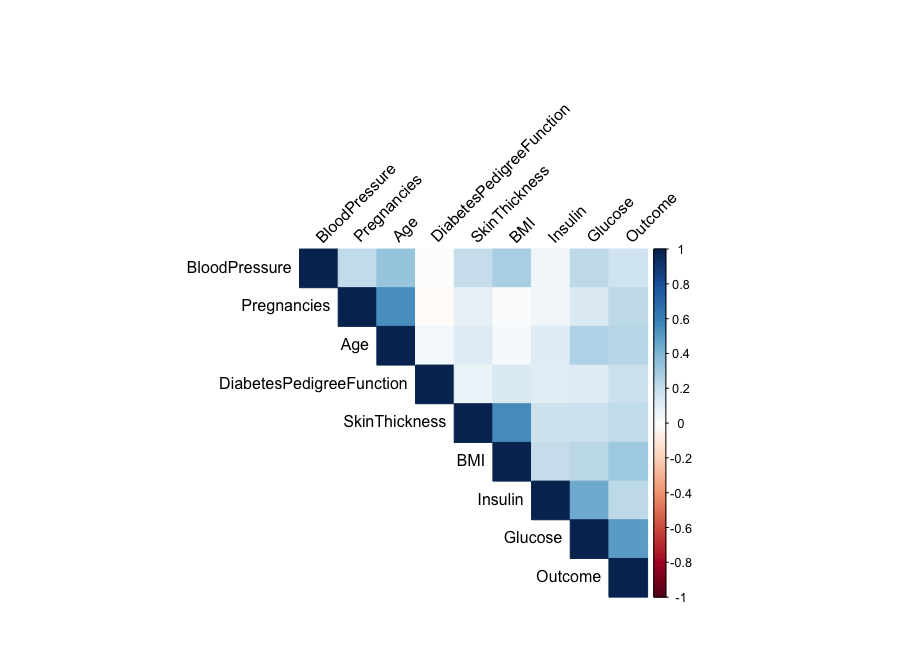 BloodPressure
Pregnancies
Age
DiabetesPedigreeFunction
SkinThickness
BMI
Insulin
Glucose
Outcome
BloodPressure
Pregnancies
Age
DiabetesPedigreeFunction
SkinThickness
BMI
Insulin
Glucose
Outcome
1
0.8
0.6
0.4
0.2
0
-0.2
-0.4
-0.6
-0.8
-1